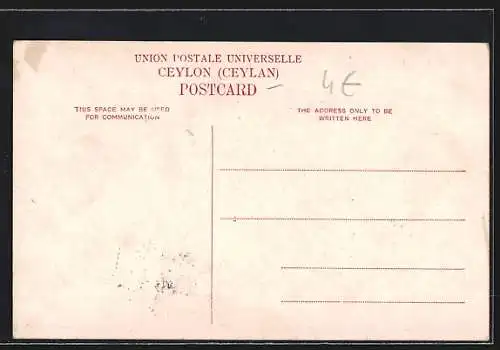 UNION POSTALE UNIVERSELLE
CEYLON (CEYLAN)
POSTCARD
4€
THIS SPACE MAY BE USED
FOR COMMUNICATION
THE ADDRESS ONLY TO BE
WRITTEN HERE